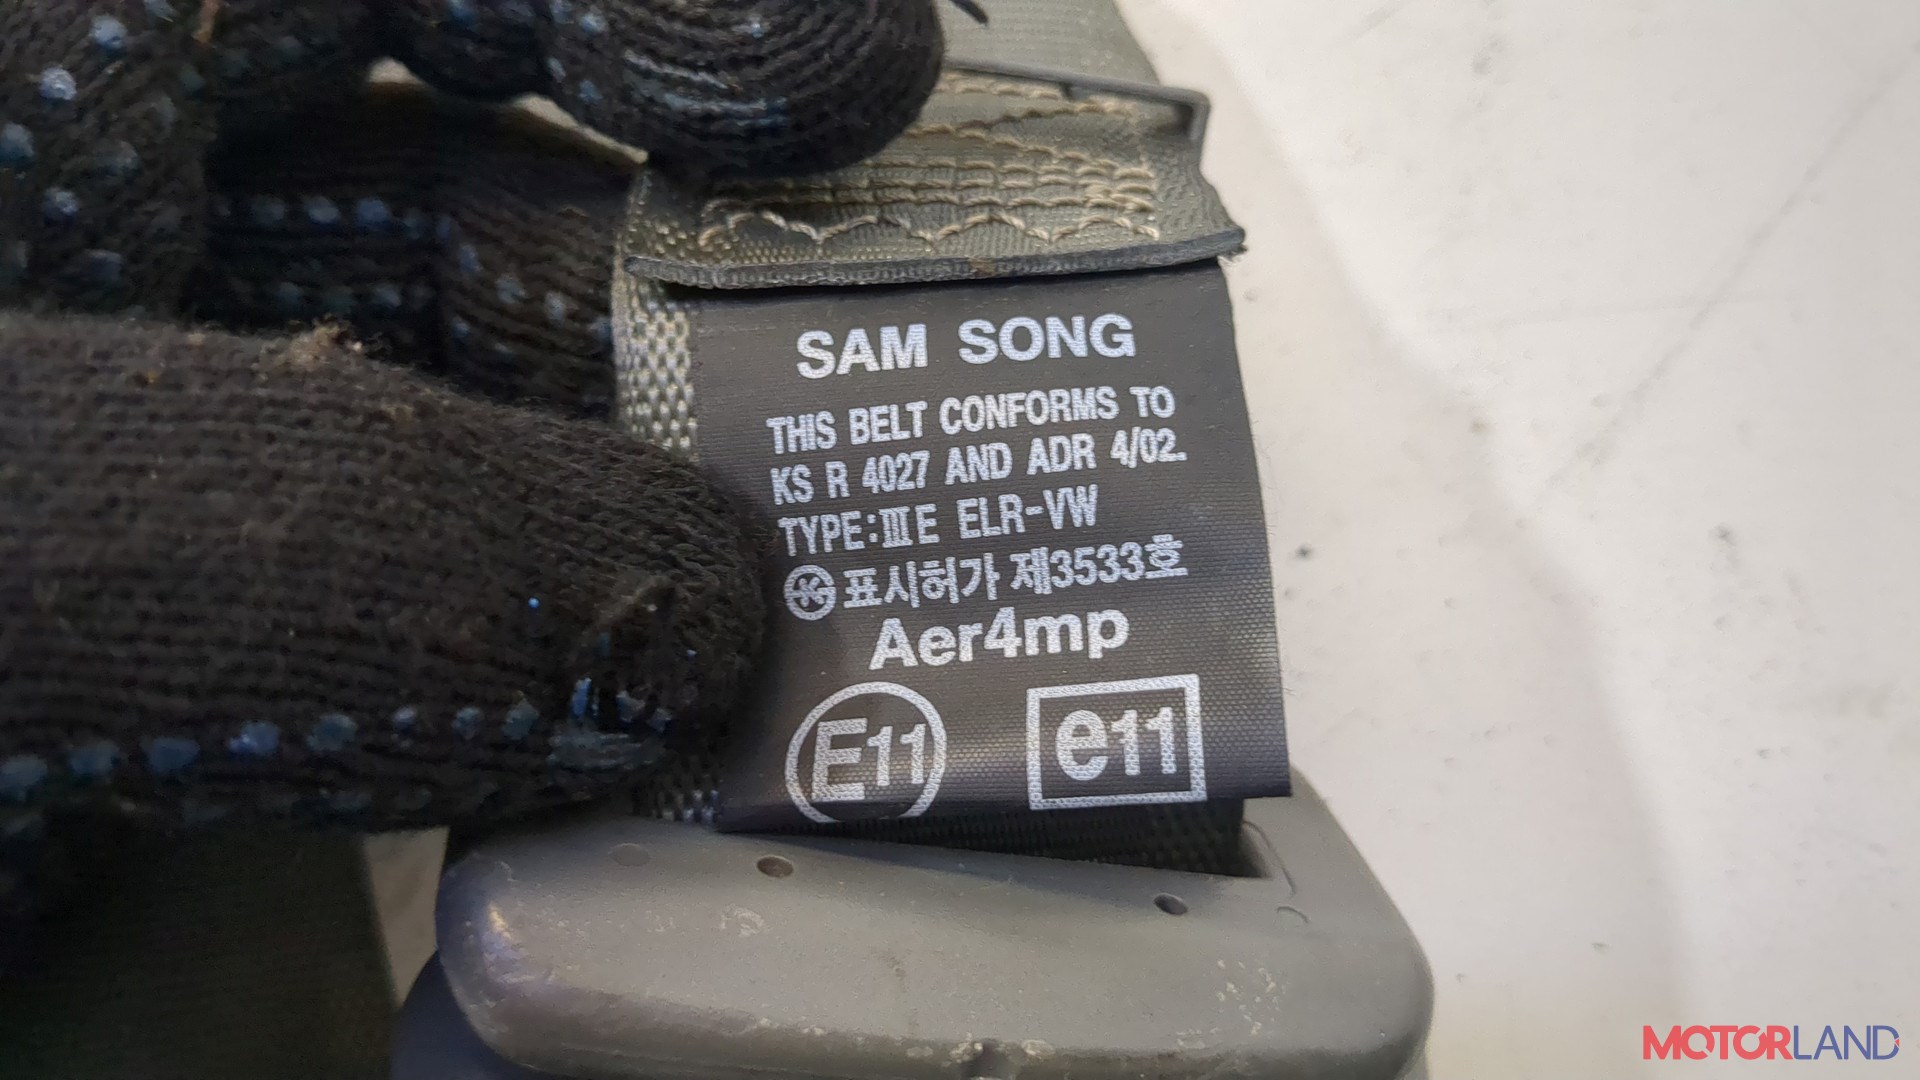 SAM SONG
THIS BELT CONFORMS TO
KS R 4027 AND ADR 4/02.
TYPE:ⅢE ELR-VW
표시허가 제3533호
Aer4mp
E11 e11
MOTORLAND